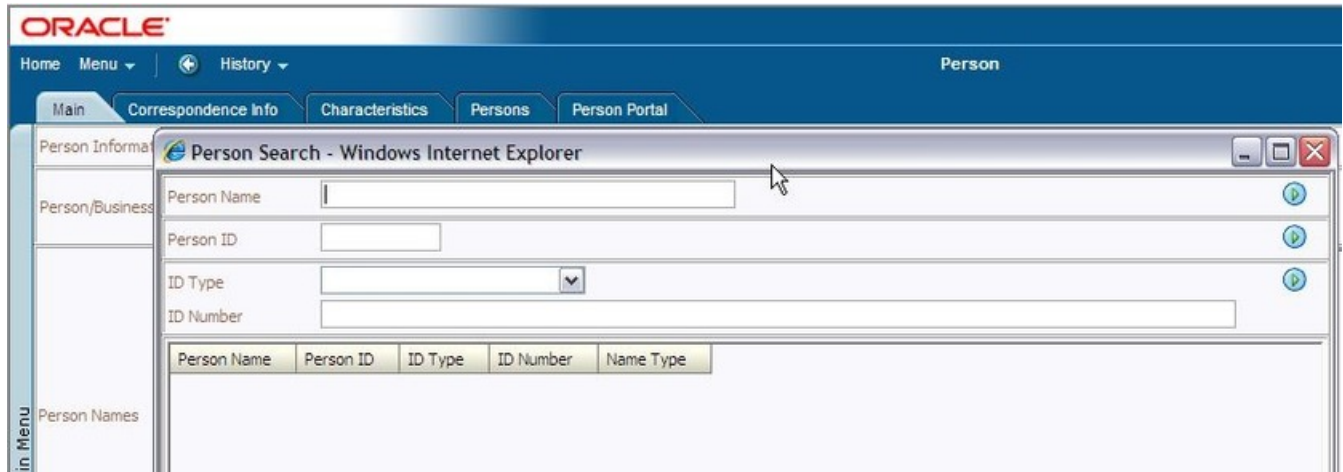 ORACLE
Home Menu History Person
Main Correspondence Info Characteristics Persons Person Portal
Person Informat
Person Search - Windows Internet Explorer
Person/Business
Person Name
Person ID
ID Type
ID Number
Person Name Person ID ID Type ID Number Name Type
Person Names
in Menu